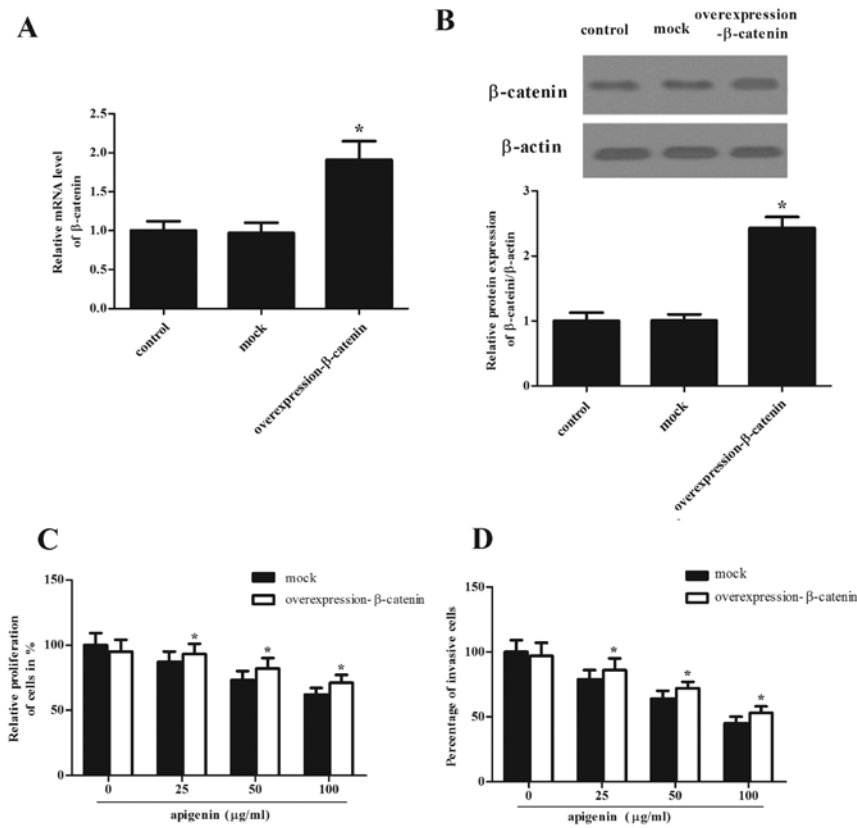 A
Relative mRNA level
of β-catenin
2.5
2.0
1.5
1.0
0.5
0.0
*
control
mock
overexpression-β-catenin
B
control
mock
overexpression
-β-catenin
β-catenin
β-actin
Relative protein expression
of β-cateini/β-actin
3
2
1
0
*
control
mock
overexpression-β-catenin
C
mock
overexpression-β-catenin
Relative proliferation
of cells in %
150
100
50
0
*
*
*
0
25
50
100
apigenin (μg/ml)
D
mock
overexpression-β-catenin
Percentage of invasive cells
150
100
50
0
*
*
*
0
25
50
100
apigenin (μg/ml)